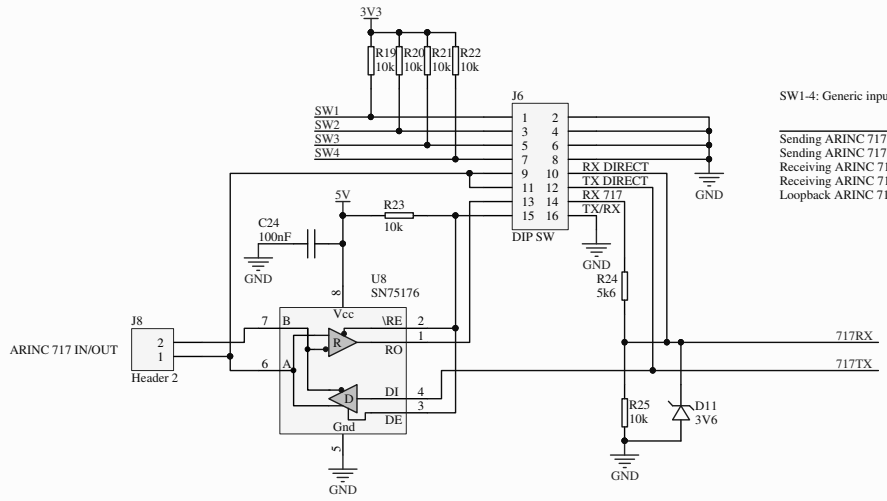 3V3
R19
10k
R20
10k
R21
10k
R22
10k
J6
SW1
SW2
SW3
SW4
1 2
3 4
5 6
7 8
9 10
11 12
13 14
15 16
DIP SW
RX DIRECT
TX DIRECT
RX 717
TX/RX
GND
GND
SW1-4: Generic inpu
Sending ARINC 717
Sending ARINC 717
Receiving ARINC 71
Receiving ARINC 71
Loopback ARINC 71
5V
R23
10k
C24
100nF
GND
U8
SN75176
8
Vcc
J8
2
1
Header 2
ARINC 717 IN/OUT
7 B
6 A
R
D
\RE 2
RO 1
DI 4
DE 3
Gnd
5
GND
R24
5k6
717RX
717TX
R25
10k
D11
3V6
GND